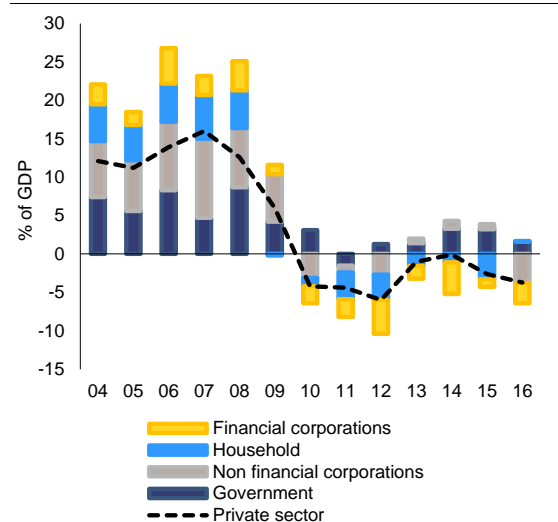 30
25
20
15
10
5
0
-5
-10
-15
% of GDP
04 05 06 07 08 09 10 11 12 13 14 15 16
Financial corporations
Household
Non financial corporations
Government
Private sector